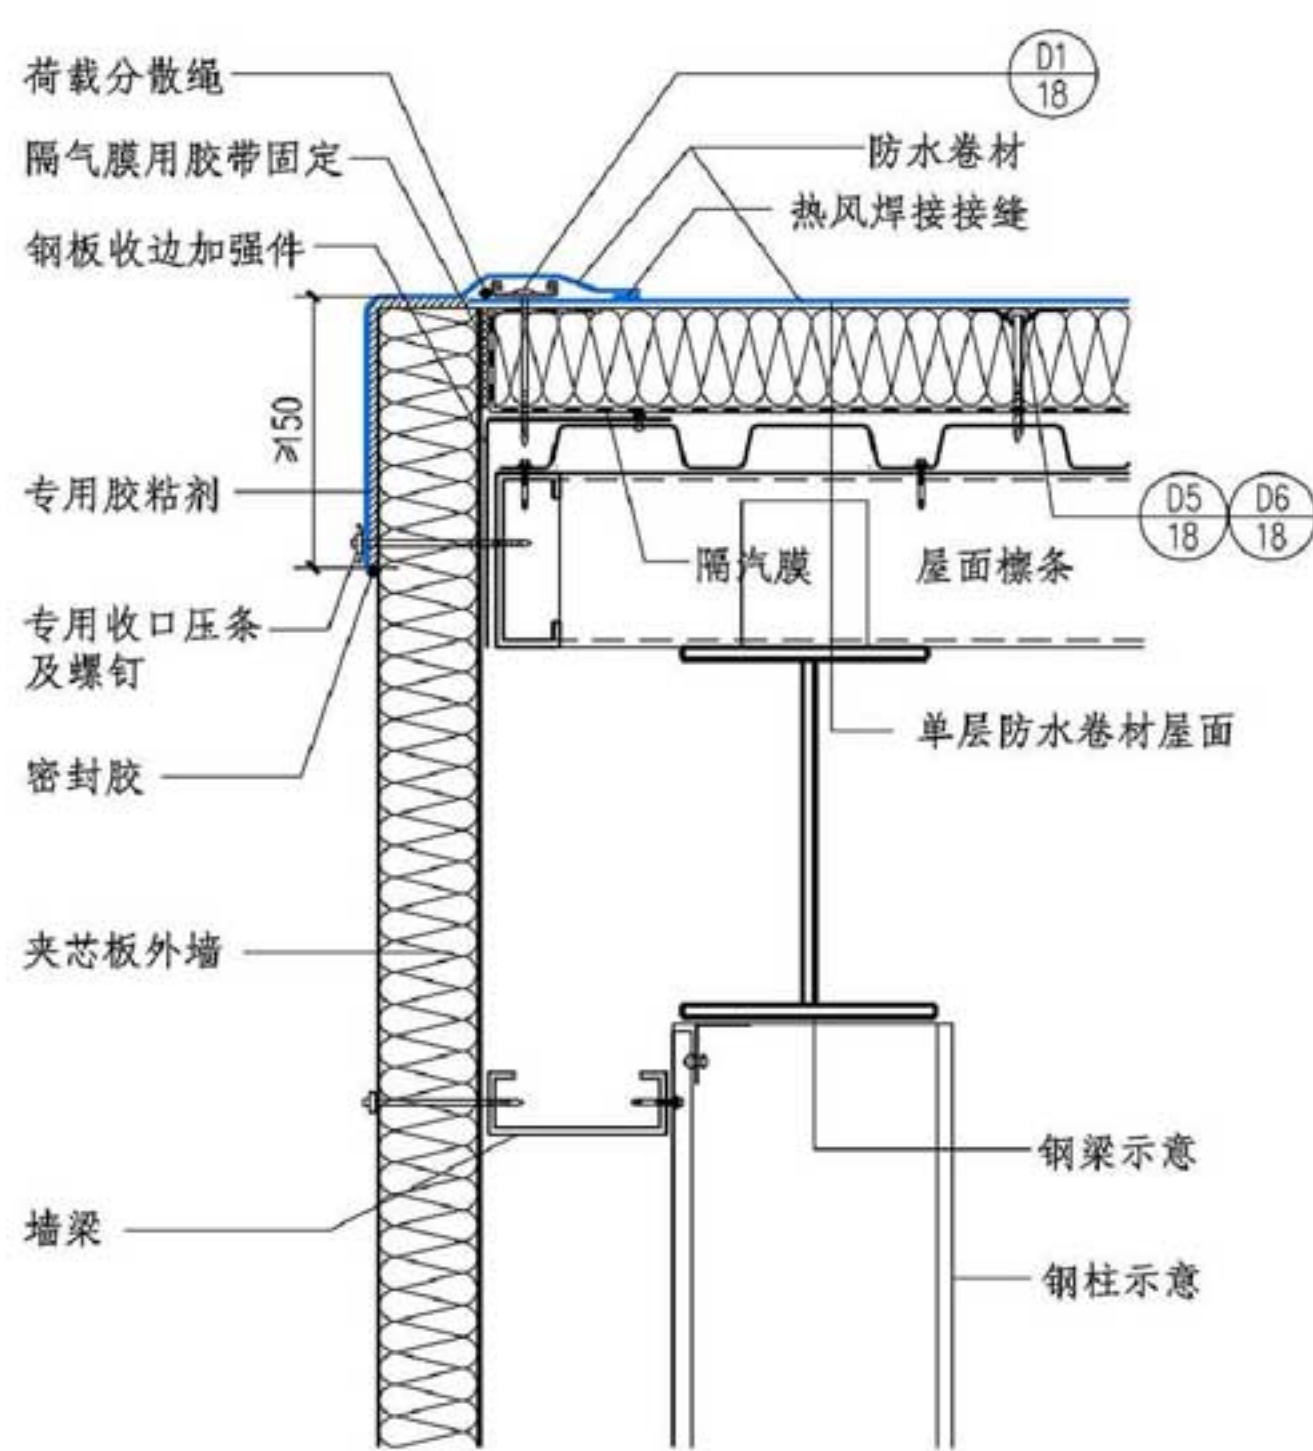 荷载分散绳
隔气膜用胶带固定
钢板收边加强件
≥150
专用胶粘剂
专用收口压条
及螺钉
密封胶
夹芯板外墙
墙梁
D1
18
防水卷材
热风焊接接缝
D5
18
D6
18
隔汽膜
屋面檩条
单层防水卷材屋面
钢梁示意
钢柱示意